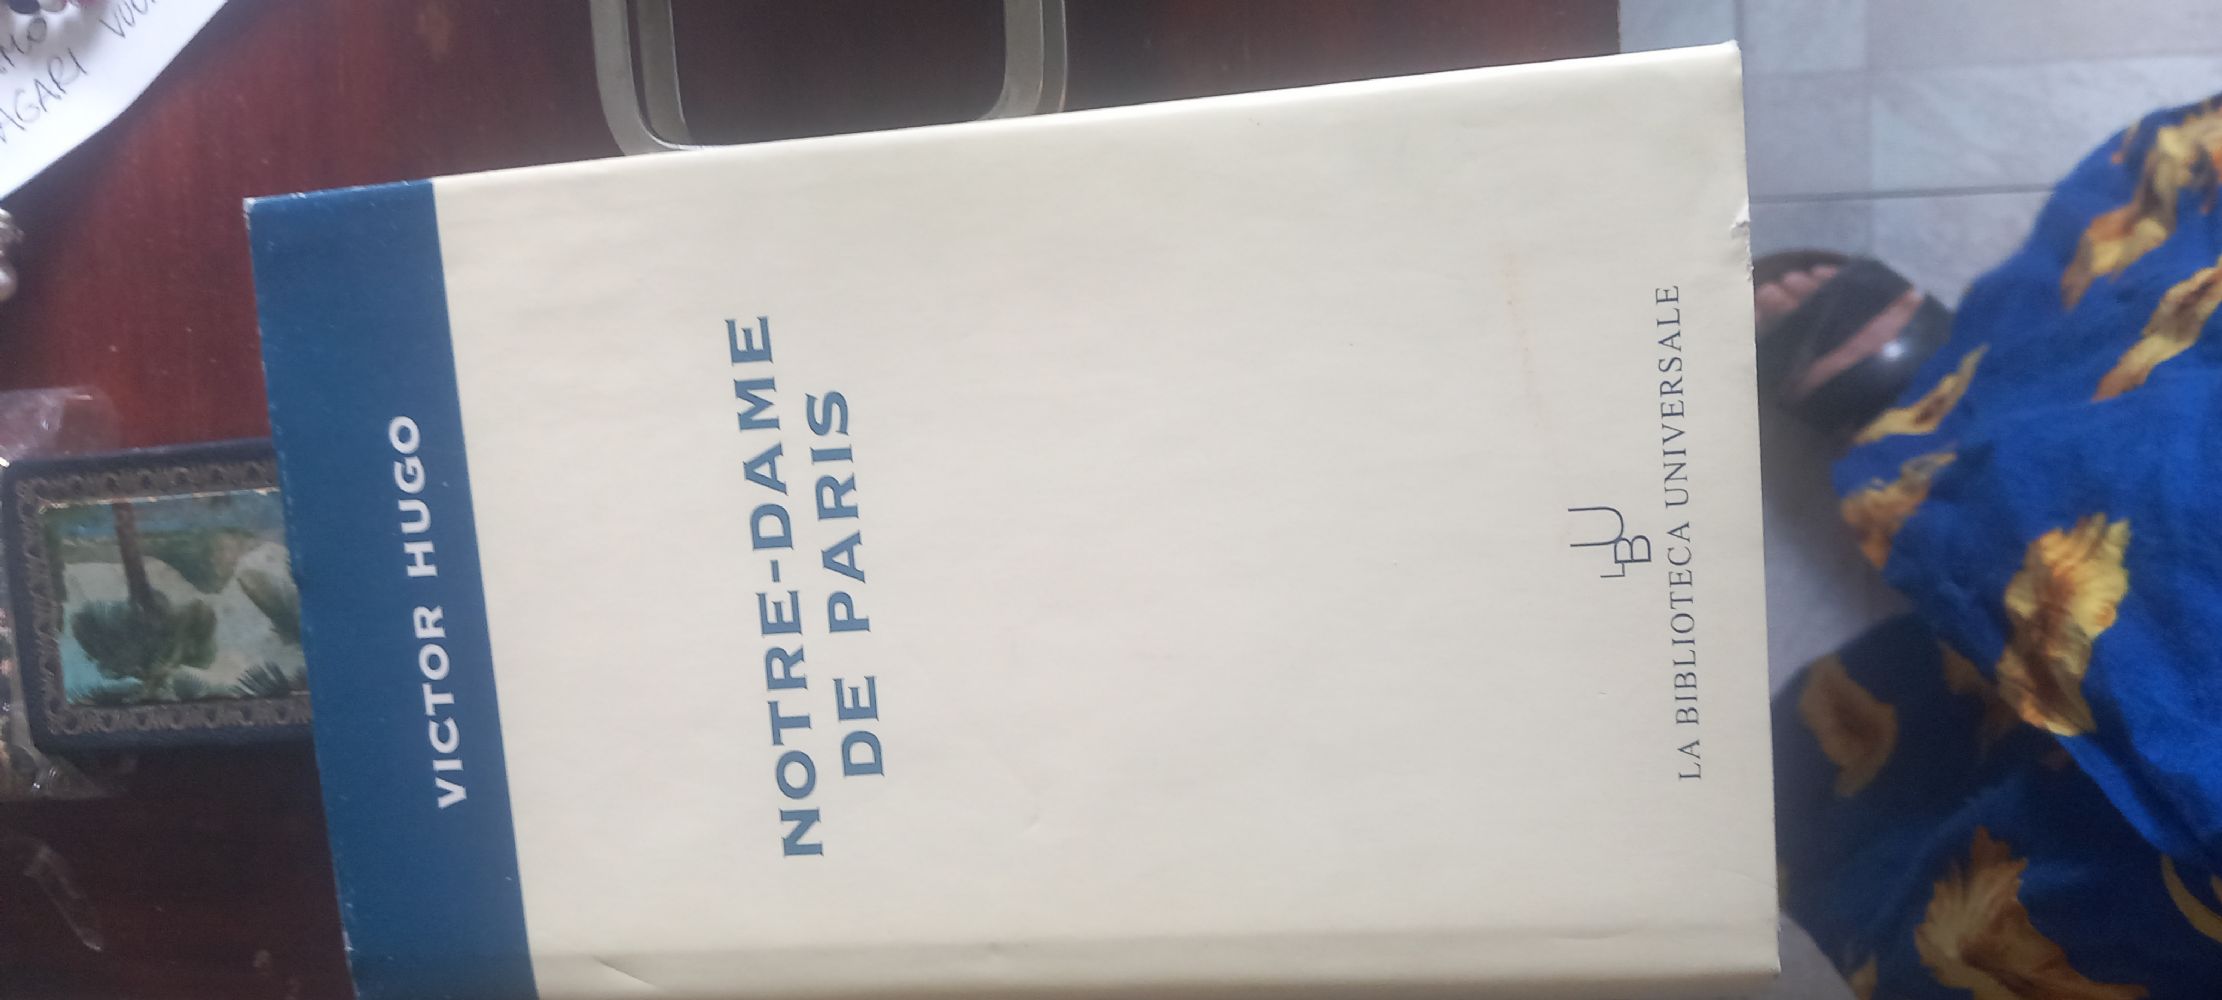 VICTOR HUGO
NOTRE-DAME
DE PARIS
LBU
LA BIBLIOTECA UNIVERSALE